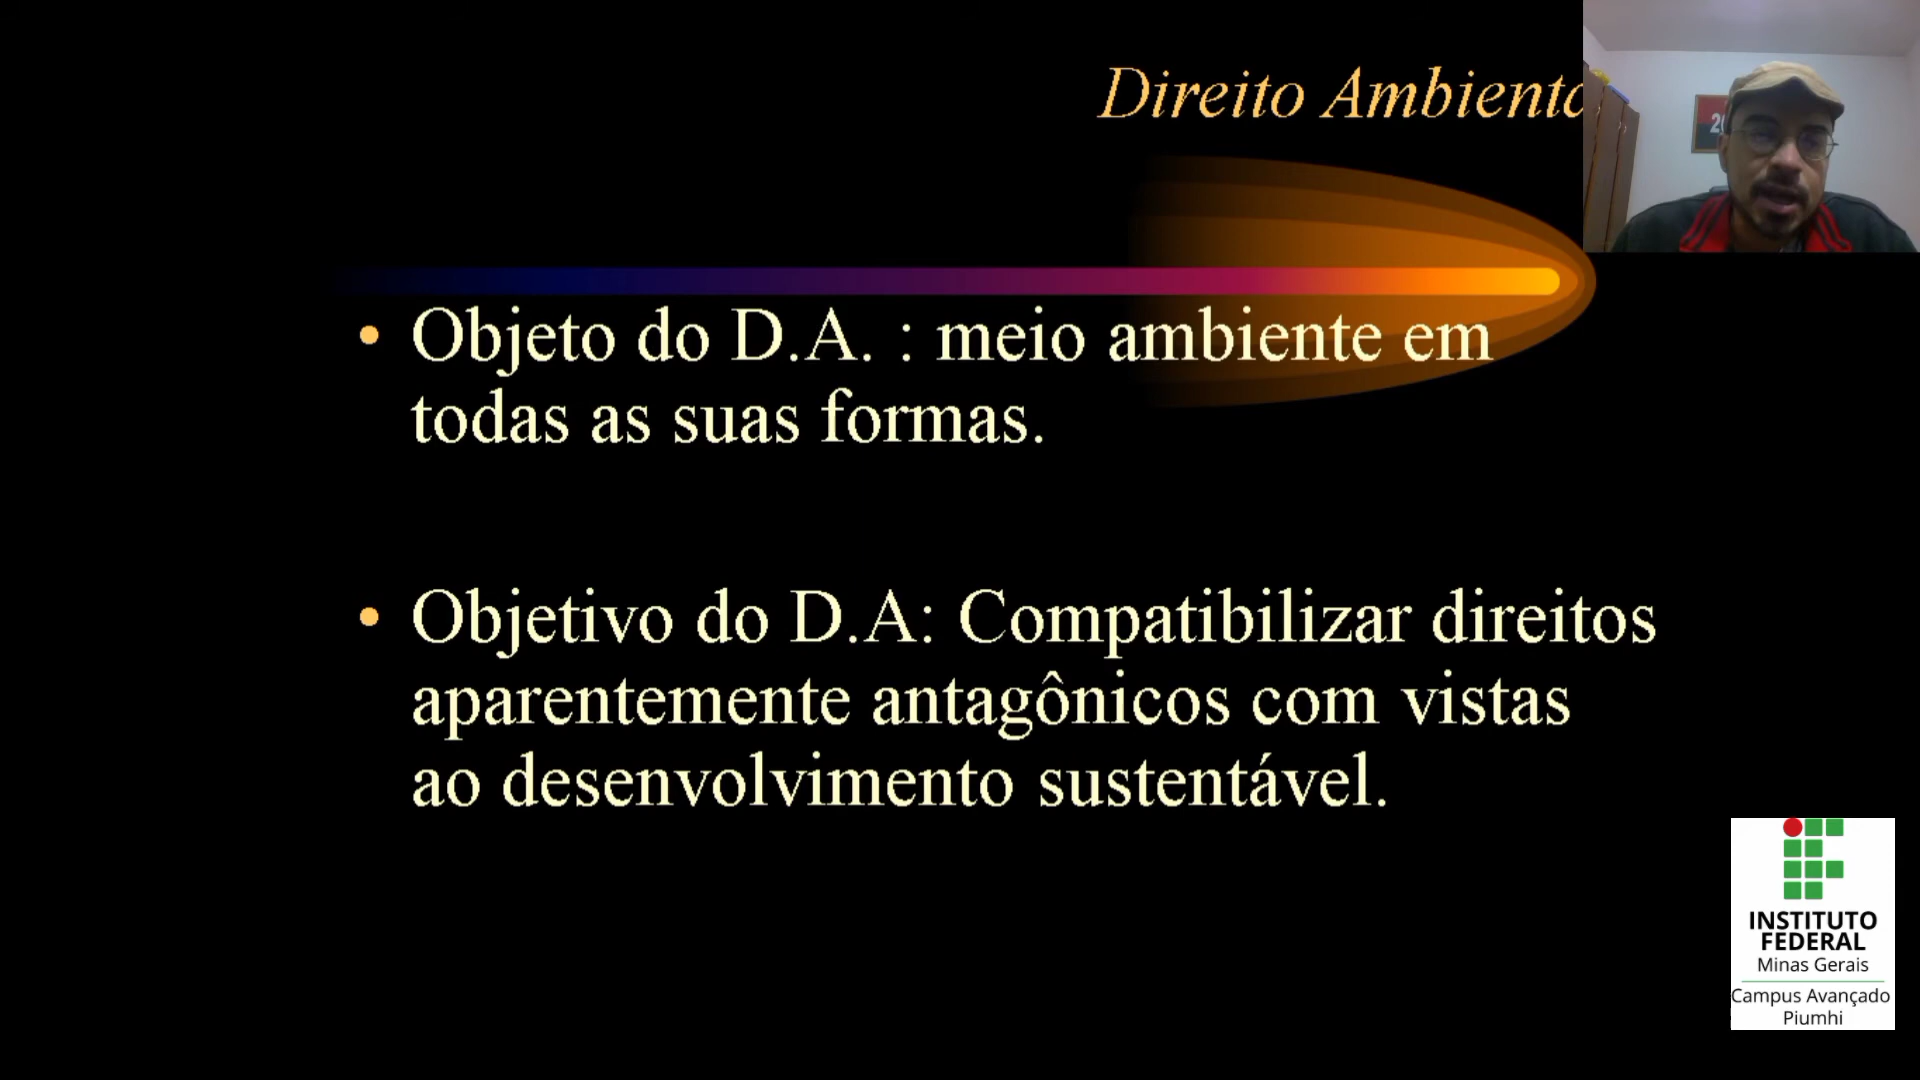 Direito Ambienta
• Objeto do D.A. : meio ambiente em
todas as suas formas.
• Objetivo do D.A: Compatibilizar direitos
aparentemente antagônicos com vistas
ao desenvolvimento sustentável.
INSTITUTO
FEDERAL
Minas Gerais
Campus Avançado
Piumhi